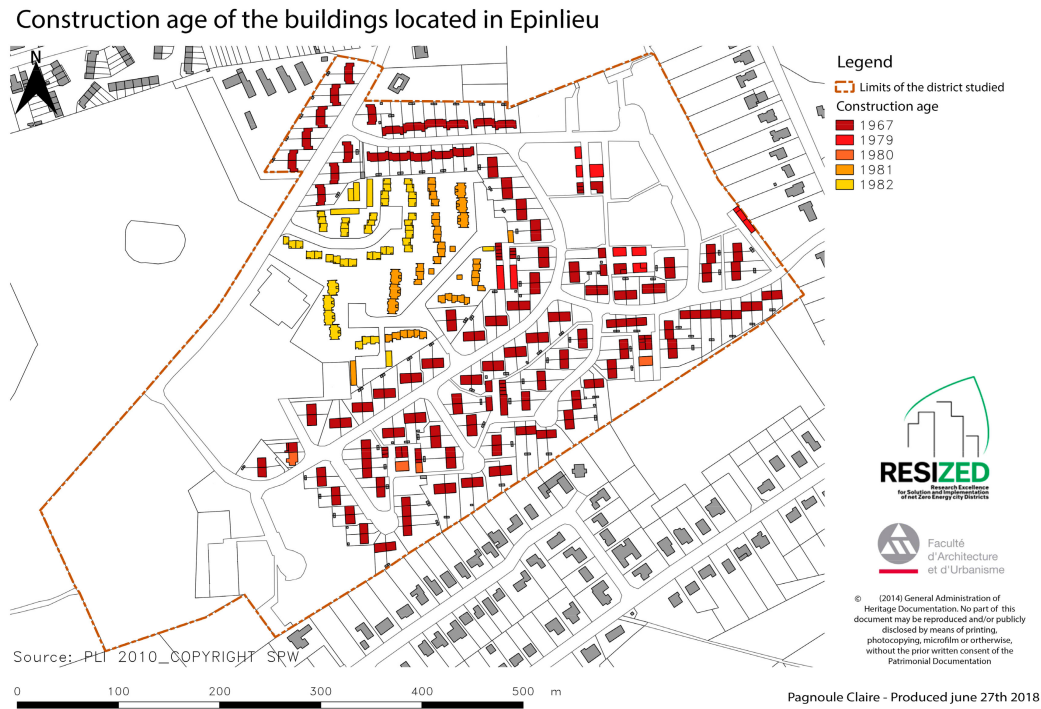 Construction age of the buildings located in Epinlieu
N
Legend
Limits of the district studied
Construction age
1967
1979
1980
1981
1982
RESIZED
Research Excellence
for Solution and Implementation
of net Zero Energy city Districts
Faculté
d'Architecture
et d'Urbanisme
© (2014) General Administration of
Heritage Documentation. No part of this
document may be reproduced and/or publicly
disclosed by means of printing,
photocopying, microfilm or otherwise,
without the prior written consent of the
Patrimonial Documentation
Source: PLI 2010_COPYRIGHT SPW
0 100 200 300 400 500 m
Pagnoule Claire - Produced june 27th 2018